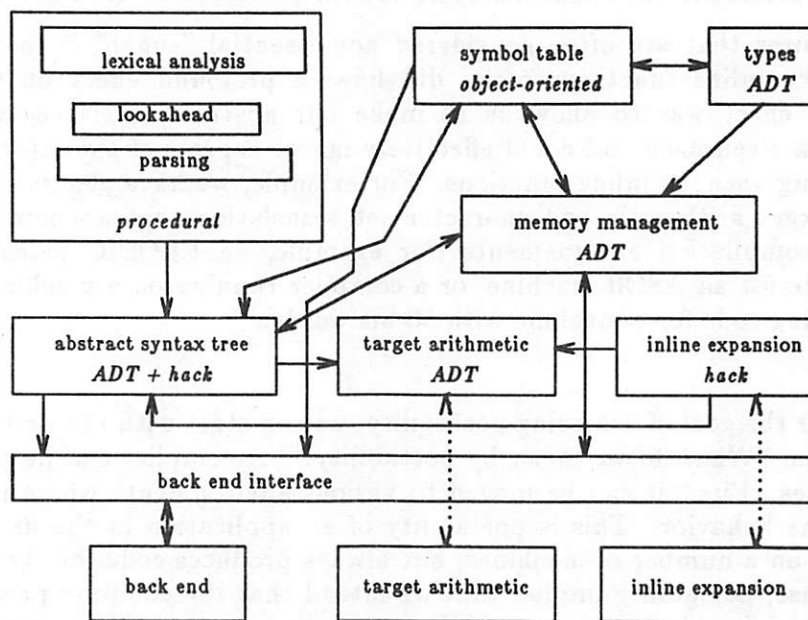 lexical analysis
lookahead
parsing
procedural
symbol table
object-oriented
types
ADT
memory management
ADT
abstract syntax tree
ADT + hack
target arithmetic
ADT
inline expansion
hack
back end interface
back end
target arithmetic
inline expansion